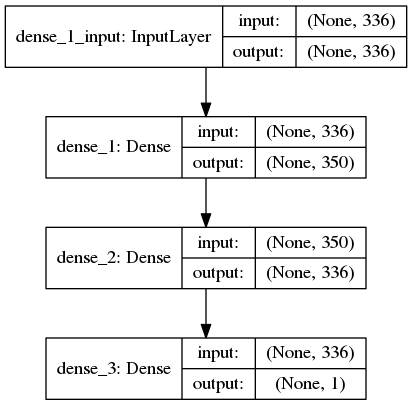 dense_1_input: InputLayer
input: (None, 336)
output: (None, 336)
dense_1: Dense
input: (None, 336)
output: (None, 350)
dense_2: Dense
input: (None, 350)
output: (None, 336)
dense_3: Dense
input: (None, 336)
output: (None, 1)